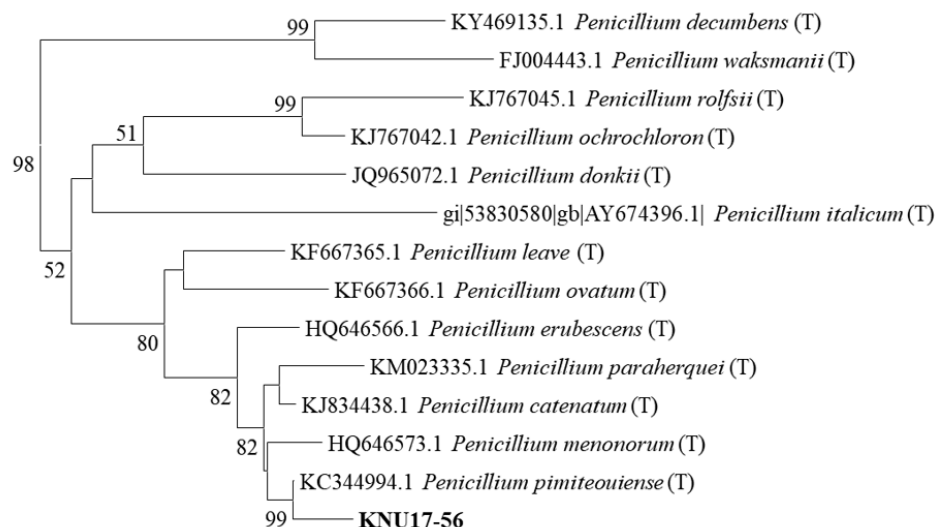 99
KY469135.1 Penicillium decumbens (T)
FJ004443.1 Penicillium waksmanii (T)
99
KJ767045.1 Penicillium rolfsii (T)
51
KJ767042.1 Penicillium ochrochloron (T)
98
JQ965072.1 Penicillium donkii (T)
gi|53830580|gb|AY674396.1| Penicillium italicum (T)
52
KF667365.1 Penicillium leave (T)
KF667366.1 Penicillium ovatum (T)
80
HQ646566.1 Penicillium erubescens (T)
KM023335.1 Penicillium paraherquei (T)
82
KJ834438.1 Penicillium catenatum (T)
82
HQ646573.1 Penicillium menonorum (T)
KC344994.1 Penicillium pimiteouiense (T)
99
KNU17-56